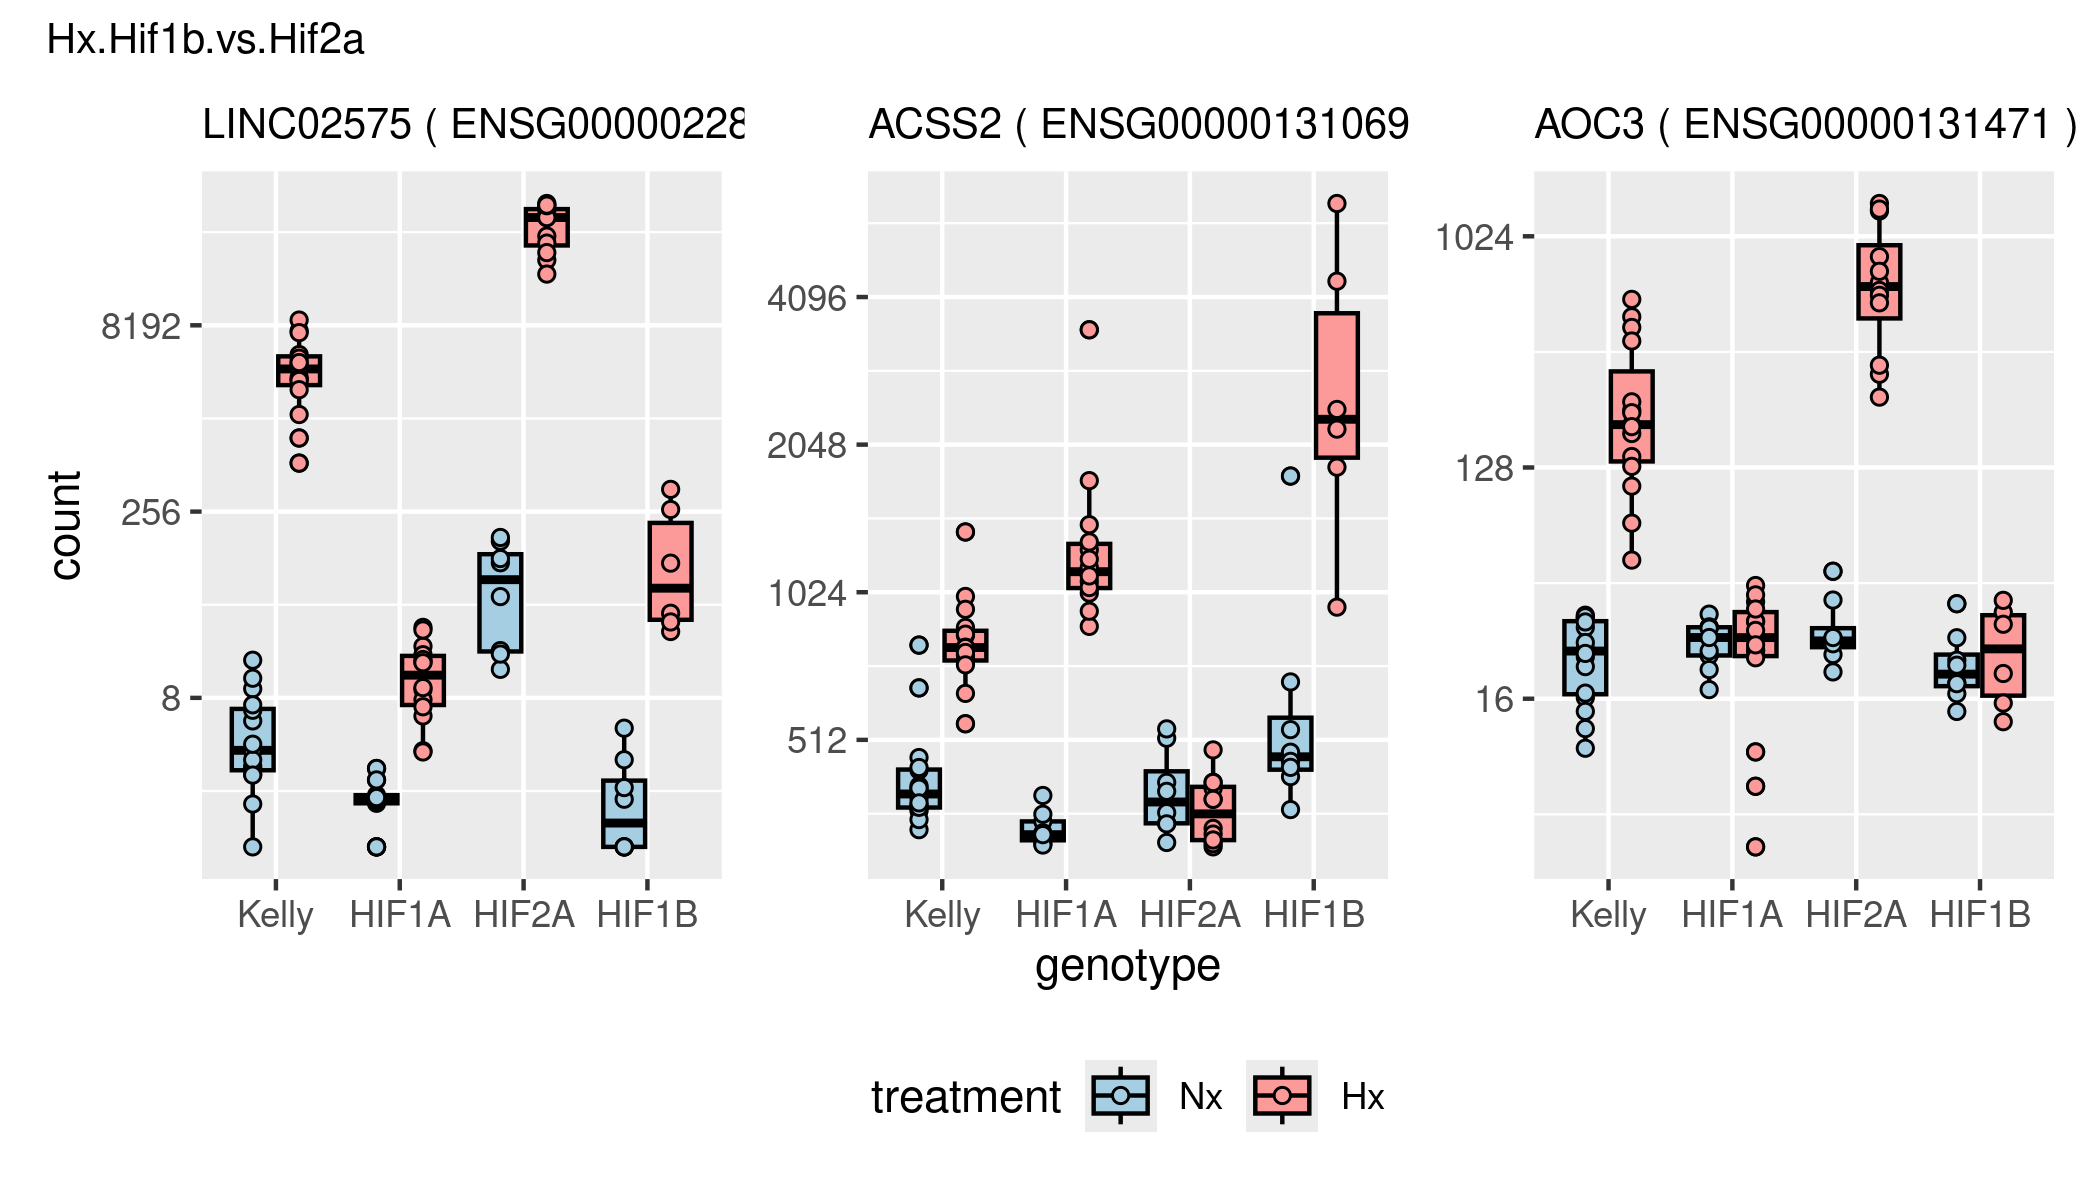 Hx.Hif1b.vs.Hif2a
LINC02575 ( ENSG00000228
ACSS2 ( ENSG00000131069
AOC3 ( ENSG00000131471 )
count
8192
256
8
4096
2048
1024
512
1024
128
16
Kelly HIF1A HIF2A HIF1B
Kelly HIF1A HIF2A HIF1B
Kelly HIF1A HIF2A HIF1B
genotype
treatment Nx Hx